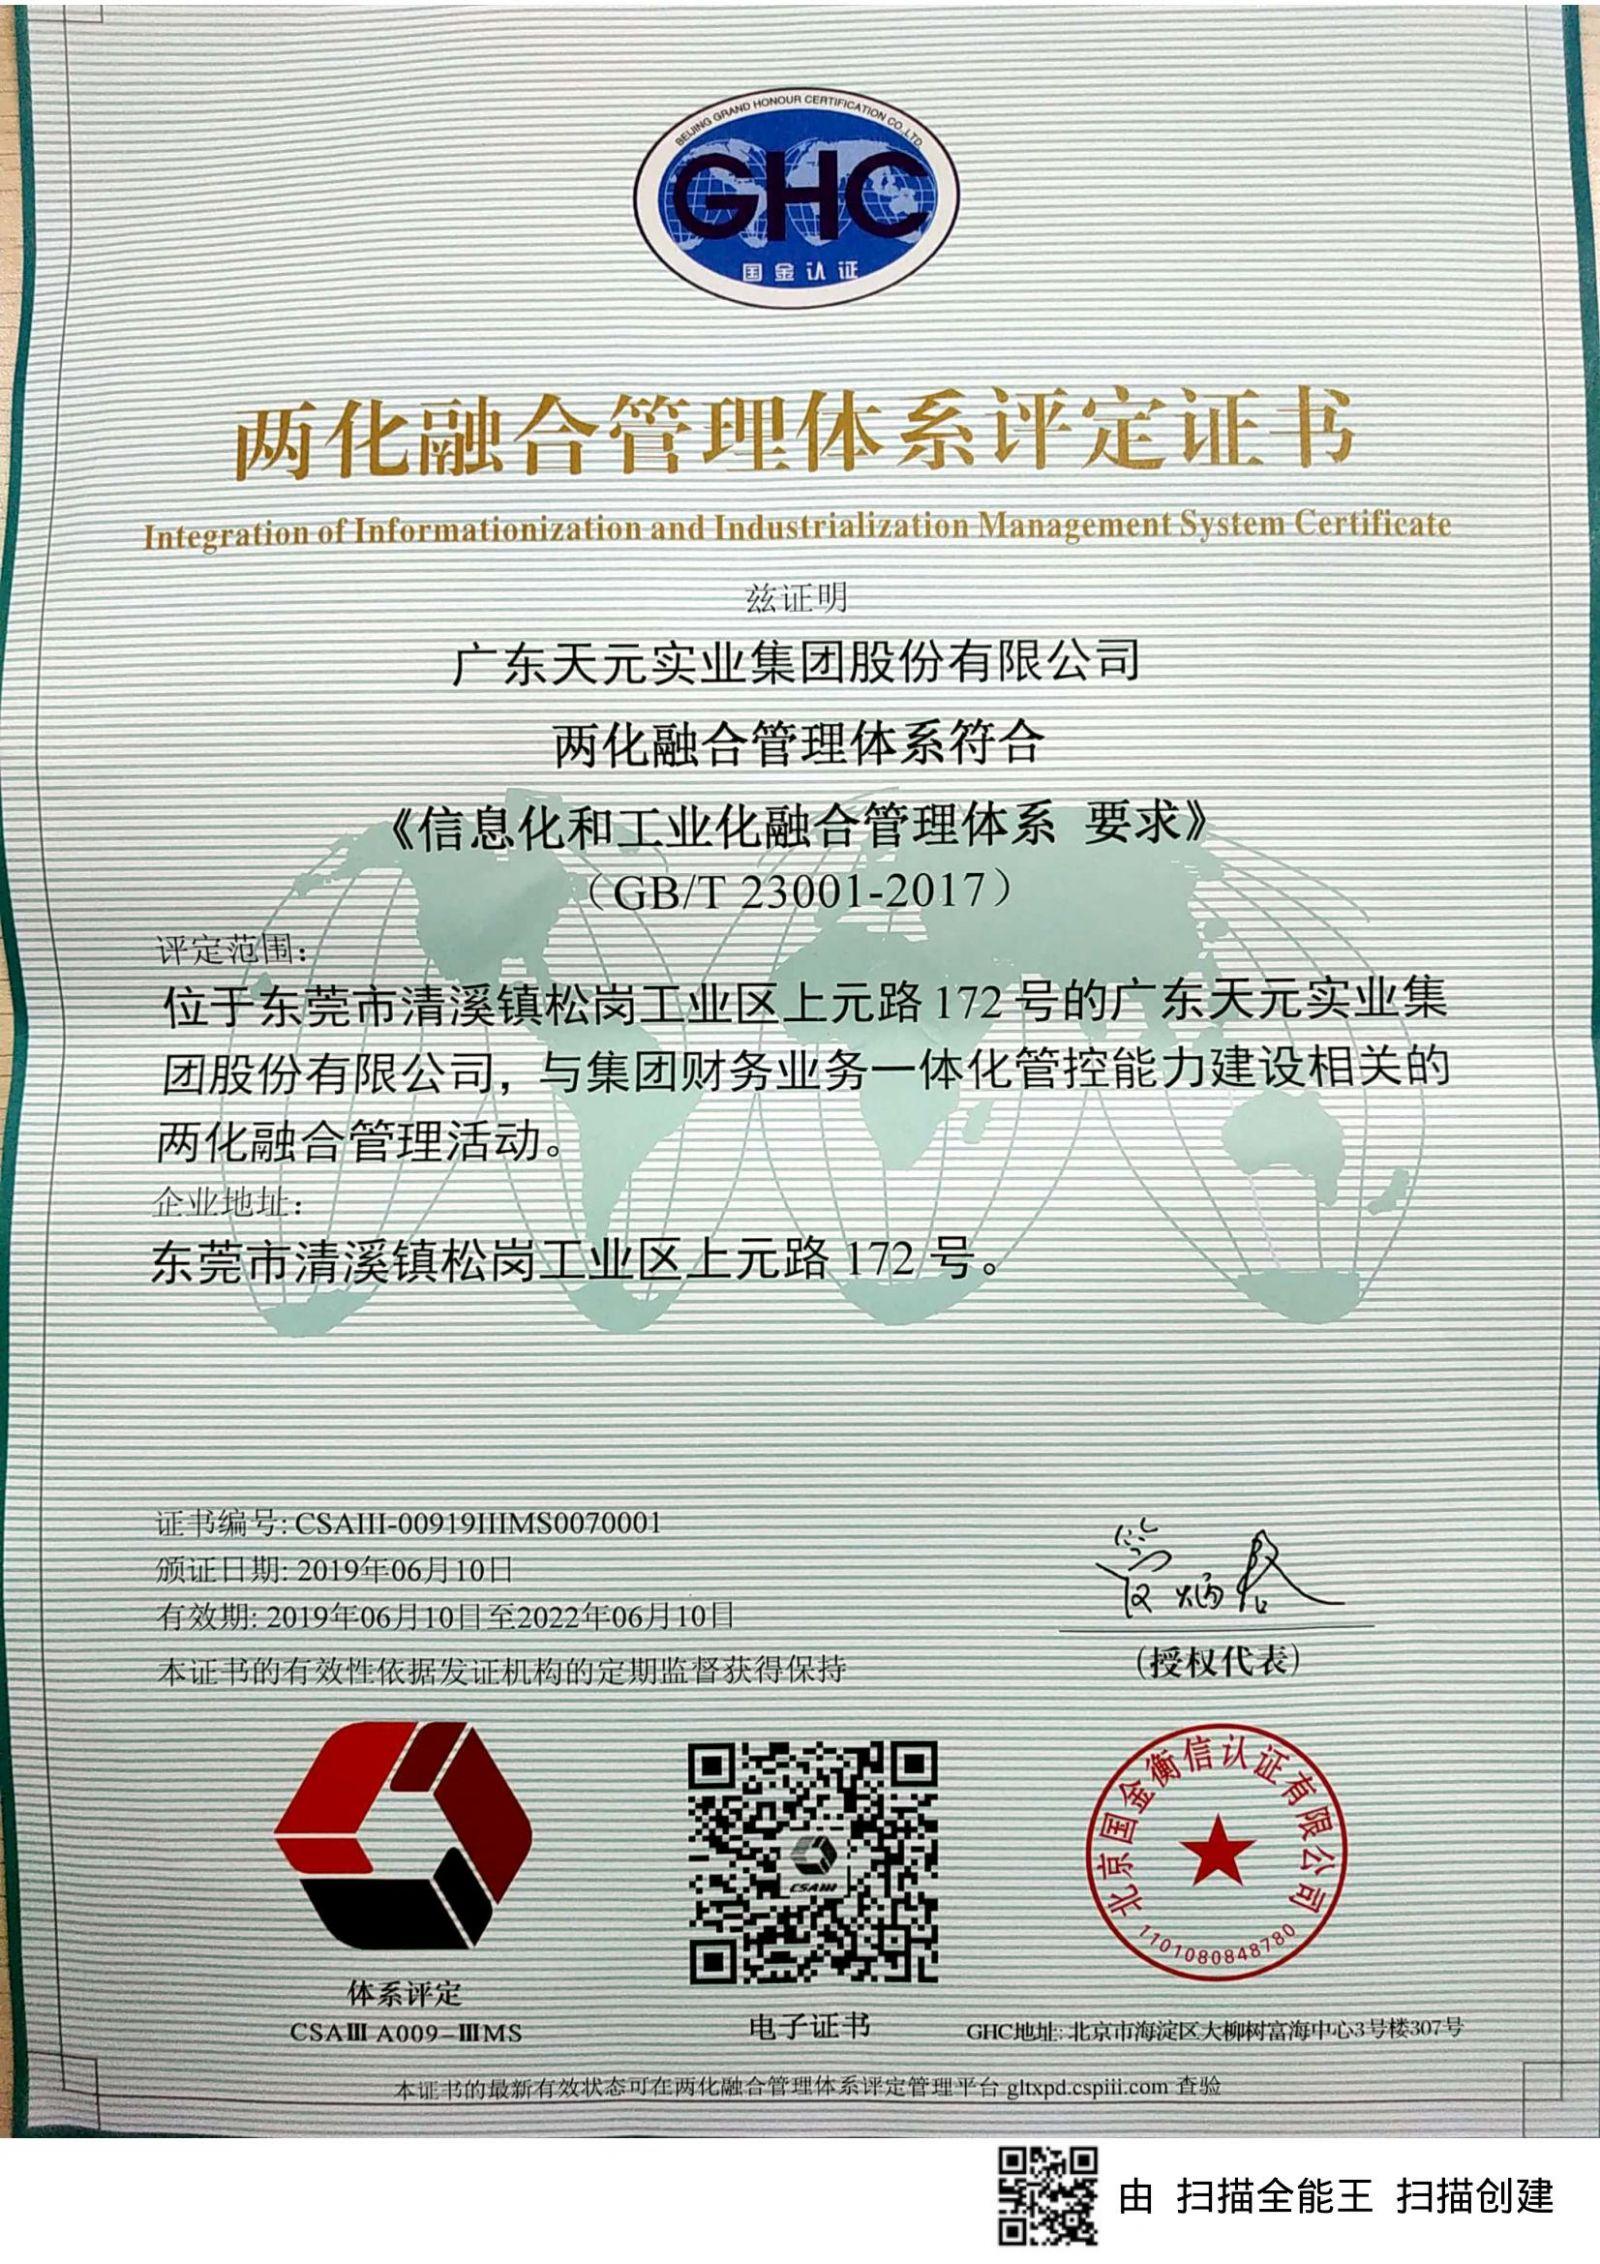 BEIJING GRAND HONOUR CERTIFICATION CO.,LTD
GHC
国金认证
两化融合管理体系评定证书
Integration of Informationization and Industrialization Management System Certificate
兹证明
广东天元实业集团股份有限公司
两化融合管理体系符合
《信息化和工业化融合管理体系 要求》
（GB/T 23001-2017）
评定范围：
位于东莞市清溪镇松岗工业区上元路 172 号的广东天元实业集
团股份有限公司，与集团财务业务一体化管控能力建设相关的
两化融合管理活动。
企业地址：
东莞市清溪镇松岗工业区上元路 172 号。
证书编号: CSAIII-00919IIIMS0070001
颁证日期: 2019年06月10日
有效期: 2019年06月10日至2022年06月10日
本证书的有效性依据发证机构的定期监督获得保持
（授权代表）
CSAⅢ
北京国金衡信认证有限公司
1101080848780
体系评定
CSAⅢ A009-ⅢMS
电子证书
GHC地址: 北京市海淀区大柳树富海中心3号楼307号
本证书的最新有效状态可在两化融合管理体系评定管理平台 gltxpd.cspiii.com 查验
由 扫描全能王 扫描创建